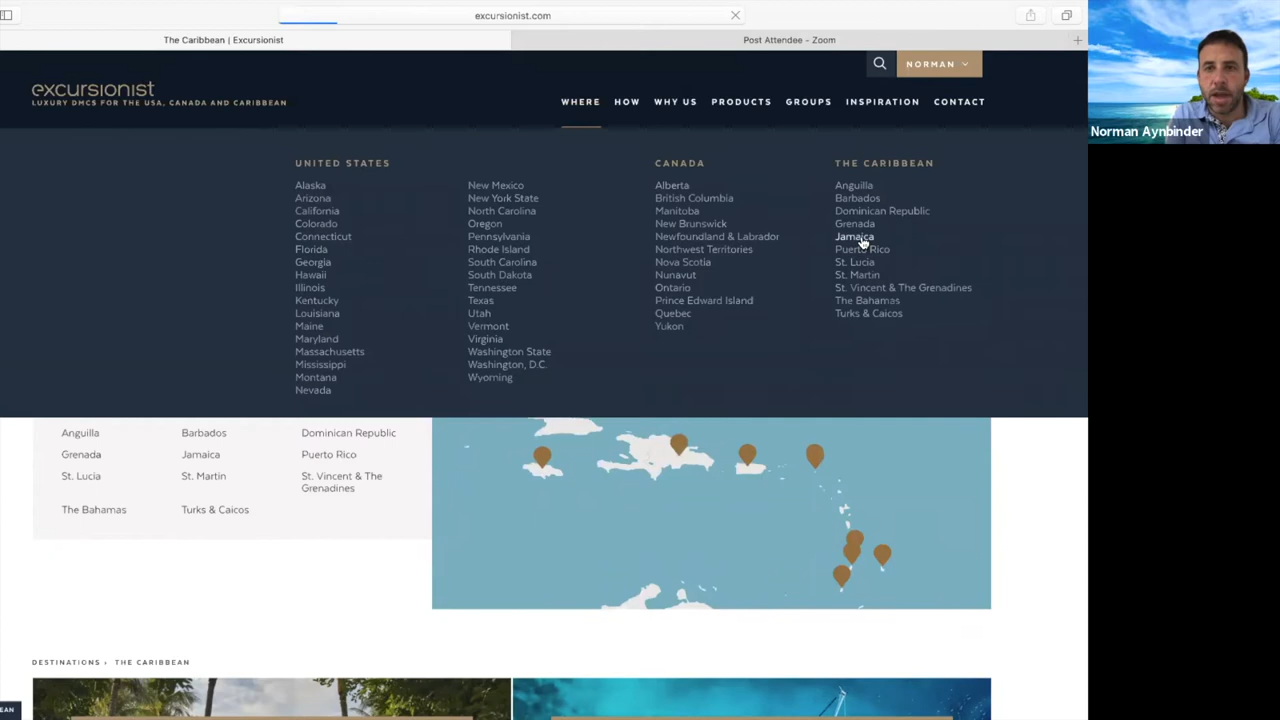 excursionist.com
The Caribbean | Excursionist
Post Attendee - Zoom
NORMAN
excursionist
LUXURY DMCS FOR THE USA, CANADA AND CARIBBEAN
WHERE HOW WHY US PRODUCTS GROUPS INSPIRATION CONTACT
Norman Aynbinder
UNITED STATES
Alaska
Arizona
California
Colorado
Connecticut
Florida
Georgia
Hawaii
Illinois
Kentucky
Louisiana
Maine
Maryland
Massachusetts
Mississippi
Montana
Nevada
New Mexico
New York State
North Carolina
Oregon
Pennsylvania
Rhode Island
South Carolina
South Dakota
Tennessee
Texas
Utah
Vermont
Virginia
Washington State
Washington, D.C.
Wyoming
CANADA
Alberta
British Columbia
Manitoba
New Brunswick
Newfoundland & Labrador
Northwest Territories
Nova Scotia
Nunavut
Ontario
Prince Edward Island
Quebec
Yukon
THE CARIBBEAN
Anguilla
Barbados
Dominican Republic
Grenada
Jamaica
Puerto Rico
St. Lucia
St. Martin
St. Vincent & The Grenadines
The Bahamas
Turks & Caicos
Anguilla Barbados Dominican Republic
Grenada Jamaica Puerto Rico
St. Lucia St. Martin St. Vincent & The
Grenadines
The Bahamas Turks & Caicos
DESTINATIONS › THE CARIBBEAN
EAN